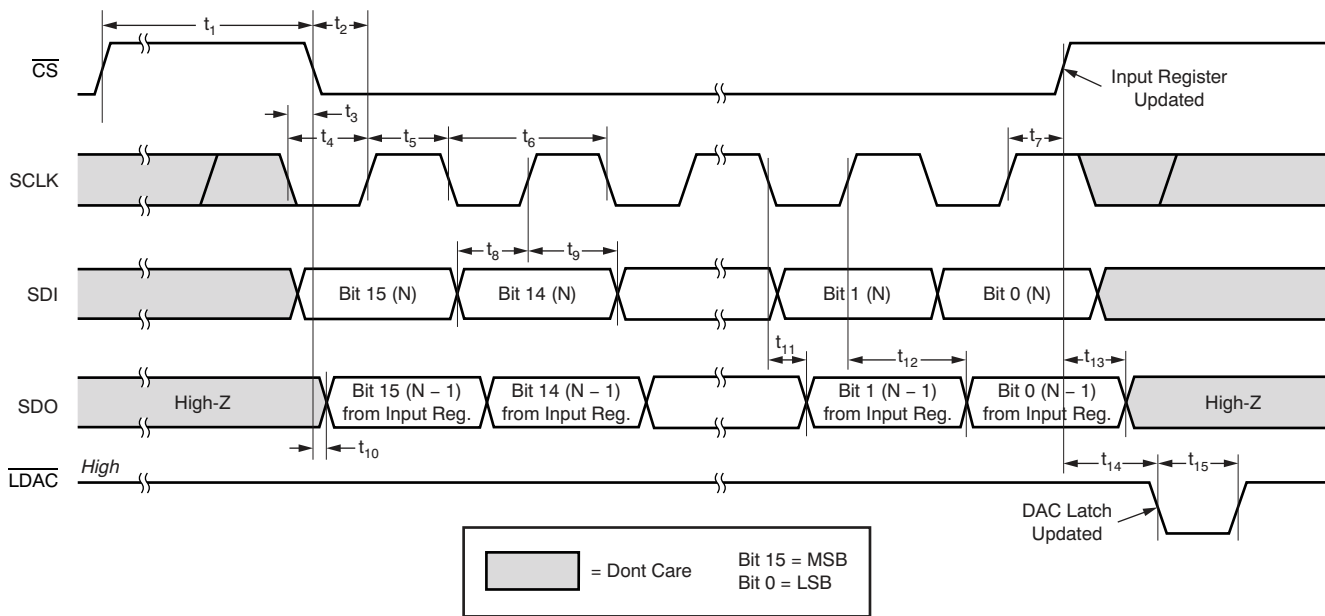 t1
t2
CS
Input Register
Updated
t3
t4
t5
t6
t7
SCLK
t8
t9
SDI
Bit 15 (N)
Bit 14 (N)
Bit 1 (N)
Bit 0 (N)
t11
t12
t13
SDO
High-Z
Bit 15 (N − 1)
from Input Reg.
Bit 14 (N − 1)
from Input Reg.
Bit 1 (N − 1)
from Input Reg.
Bit 0 (N − 1)
from Input Reg.
High-Z
t10
High
LDAC
t14
t15
DAC Latch
Updated
= Dont Care
Bit 15 = MSB
Bit 0 = LSB